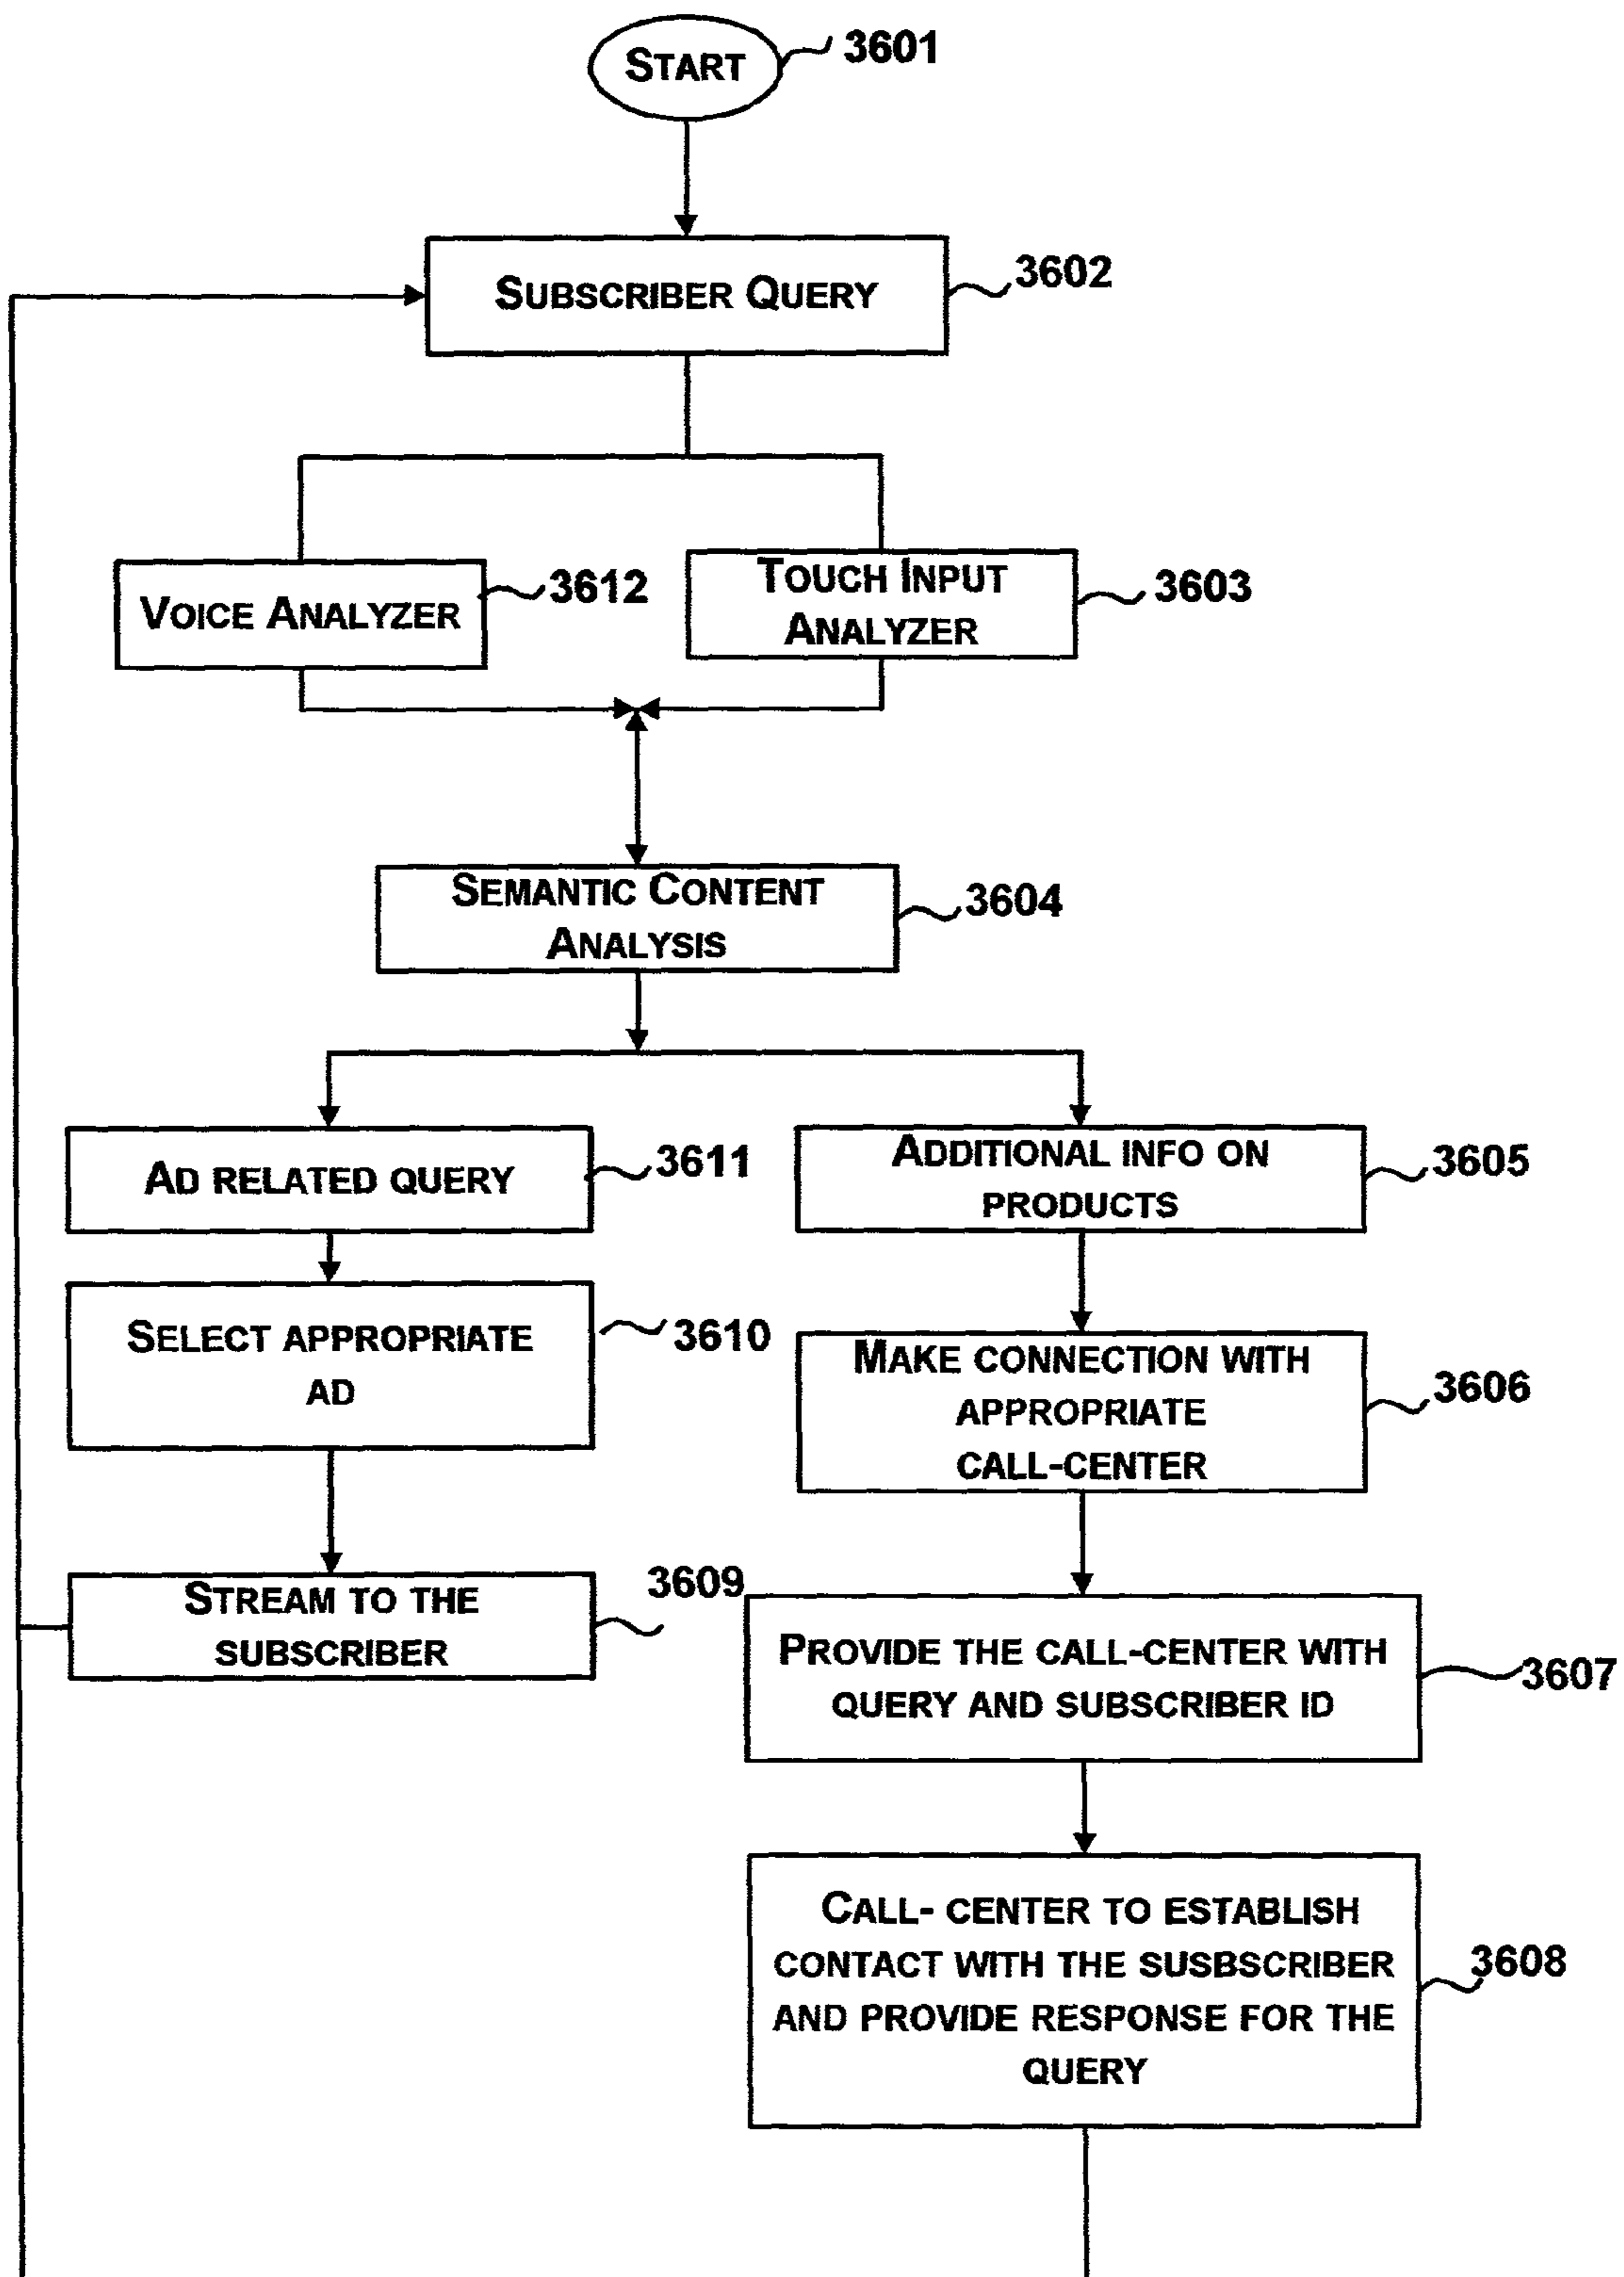 START
3601
SUBSCRIBER QUERY
3602
VOICE ANALYZER
3612
TOUCH INPUT
ANALYZER
3603
SEMANTIC CONTENT
ANALYSIS
3604
AD RELATED QUERY
3611
ADDITIONAL INFO ON
PRODUCTS
3605
SELECT APPROPRIATE
AD
3610
MAKE CONNECTION WITH
APPROPRIATE
CALL-CENTER
3606
STREAM TO THE
SUBSCRIBER
3609
PROVIDE THE CALL-CENTER WITH
QUERY AND SUBSCRIBER ID
3607
CALL- CENTER TO ESTABLISH
CONTACT WITH THE SUSBSCRIBER
AND PROVIDE RESPONSE FOR THE
QUERY
3608